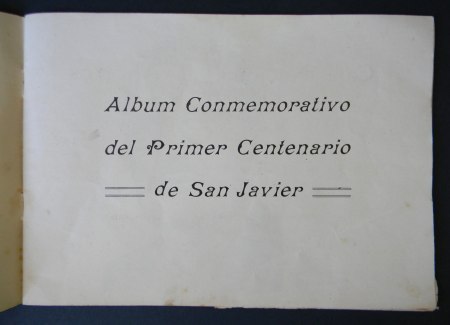 Album Conmemorativo
del Primer Centenario
de San Javier